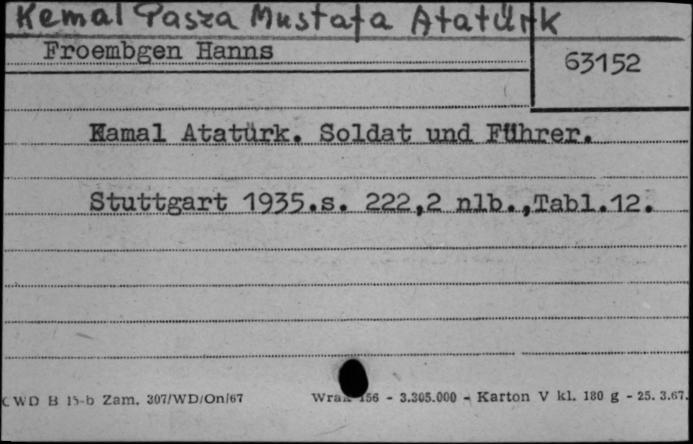 Kemal Pasza Mustafa Atatürk
Froembgen Hanns
63152
Kamal Atatürk. Soldat und Führer.
Stuttgart 1935.s. 222,2 nlb.,Tabl.12.
CWD B 15-b Zam. 307/WD/On/67
156 - 3.305.000 - Karton V kl. 180 g - 25. 3.67.